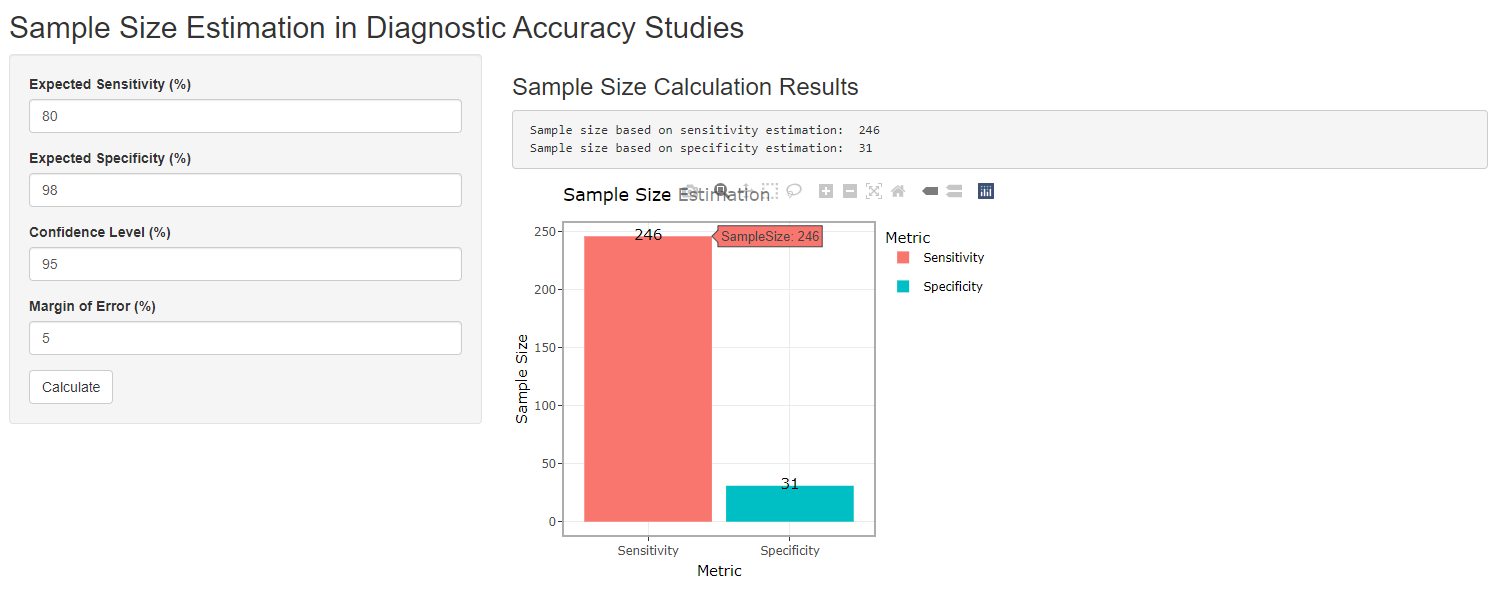 Sample Size Estimation in Diagnostic Accuracy Studies
Expected Sensitivity (%)
80
Expected Specificity (%)
98
Confidence Level (%)
95
Margin of Error (%)
5
Calculate
Sample Size Calculation Results
Sample size based on sensitivity estimation: 246
Sample size based on specificity estimation: 31
Sample Size Estimation
250
200
150
100
50
0
Sample Size
246
SampleSize: 246
31
Sensitivity
Specificity
Metric
Metric
Sensitivity
Specificity